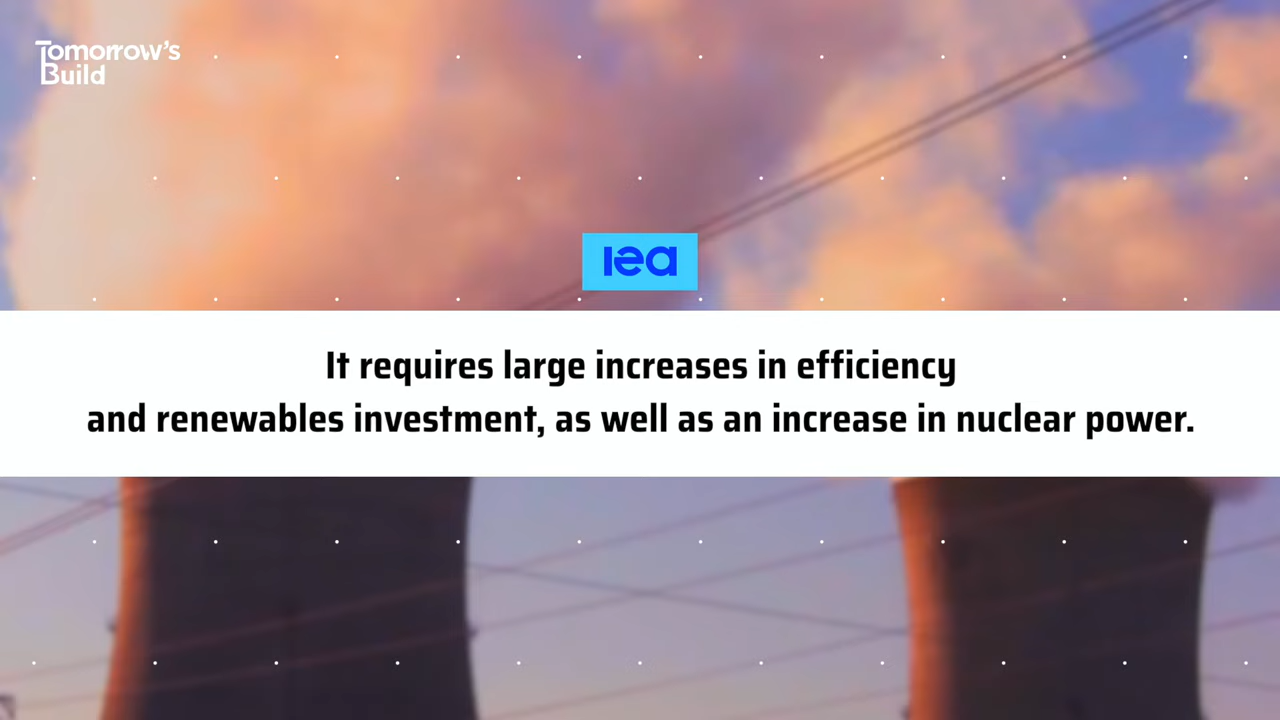 Tomorrow's
Build
iea
It requires large increases in efficiency
and renewables investment, as well as an increase in nuclear power.